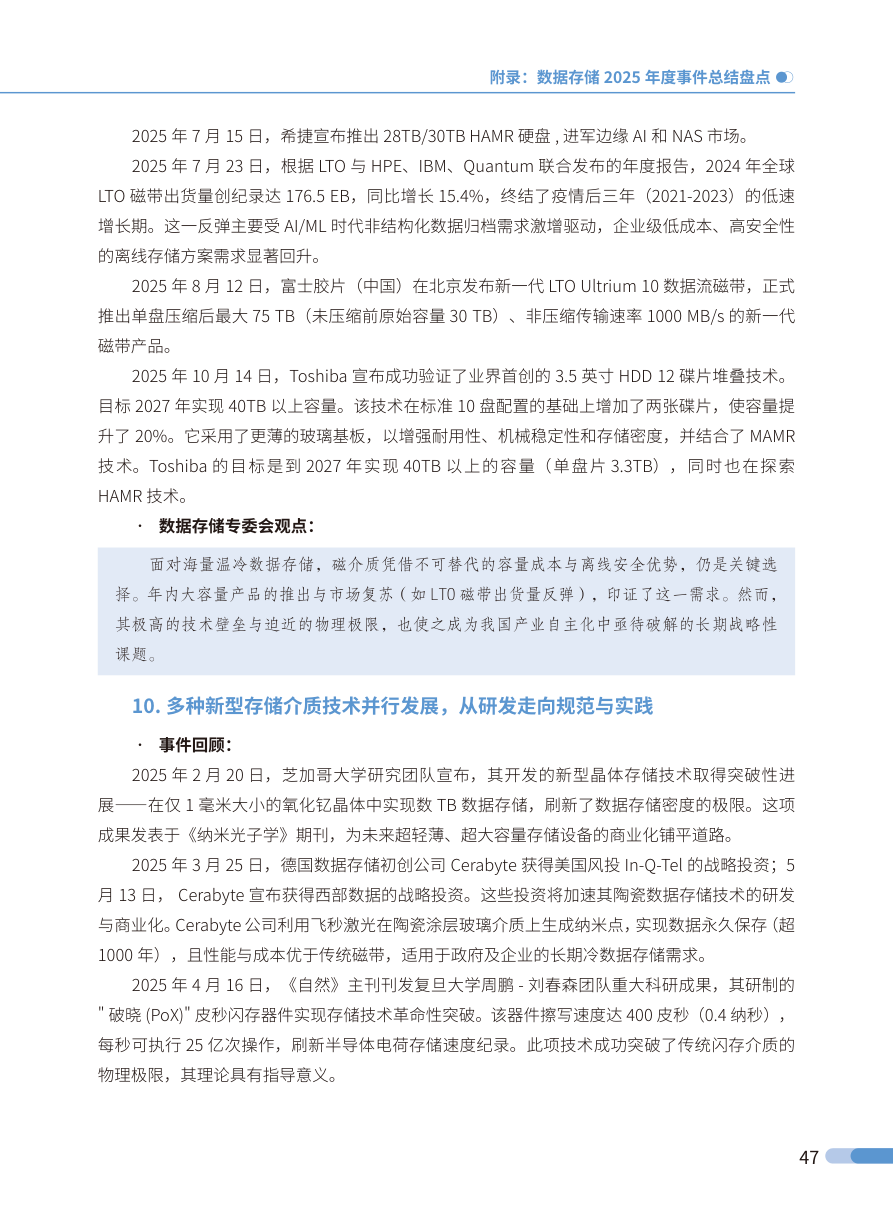 附录：数据存储 2025 年度事件总结盘点
2025 年 7 月 15 日，希捷宣布推出 28TB/30TB HAMR 硬盘 , 进军边缘 AI 和 NAS 市场。
2025 年 7 月 23 日，根据 LTO 与 HPE、IBM、Quantum 联合发布的年度报告，2024 年全球
LTO 磁带出货量创纪录达 176.5 EB，同比增长 15.4%，终结了疫情后三年（2021-2023）的低速
增长期。这一反弹主要受 AI/ML 时代非结构化数据归档需求激增驱动，企业级低成本、高安全性
的离线存储方案需求显著回升。
2025 年 8 月 12 日，富士胶片（中国）在北京发布新一代 LTO Ultrium 10 数据流磁带，正式
推出单盘压缩后最大 75 TB（未压缩前原始容量 30 TB）、非压缩传输速率 1000 MB/s 的新一代
磁带产品。
2025 年 10 月 14 日，Toshiba 宣布成功验证了业界首创的 3.5 英寸 HDD 12 碟片堆叠技术。
目标 2027 年实现 40TB 以上容量。该技术在标准 10 盘配置的基础上增加了两张碟片，使容量提
升了 20%。它采用了更薄的玻璃基板，以增强耐用性、机械稳定性和存储密度，并结合了 MAMR
技术。Toshiba 的目标是到 2027 年实现 40TB 以上的容量（单盘片 3.3TB），同时也在探索
HAMR 技术。
· 数据存储专委会观点：
面对海量温冷数据存储，磁介质凭借不可替代的容量成本与离线安全优势，仍是关键选
择。年内大容量产品的推出与市场复苏（如 LTO 磁带出货量反弹），印证了这一需求。然而，
其极高的技术壁垒与迫近的物理极限，也使之成为我国产业自主化中亟待破解的长期战略性
课题。
10. 多种新型存储介质技术并行发展，从研发走向规范与实践
· 事件回顾：
2025 年 2 月 20 日，芝加哥大学研究团队宣布，其开发的新型晶体存储技术取得突破性进
展——在仅 1 毫米大小的氧化钇晶体中实现数 TB 数据存储，刷新了数据存储密度的极限。这项
成果发表于《纳米光子学》期刊，为未来超轻薄、超大容量存储设备的商业化铺平道路。
2025 年 3 月 25 日，德国数据存储初创公司 Cerabyte 获得美国风投 In-Q-Tel 的战略投资；5
月 13 日， Cerabyte 宣布获得西部数据的战略投资。这些投资将加速其陶瓷数据存储技术的研发
与商业化。Cerabyte 公司利用飞秒激光在陶瓷涂层玻璃介质上生成纳米点，实现数据永久保存（超
1000 年），且性能与成本优于传统磁带，适用于政府及企业的长期冷数据存储需求。
2025 年 4 月 16 日，《自然》主刊刊发复旦大学周鹏 - 刘春森团队重大科研成果，其研制的
" 破晓 (PoX)" 皮秒闪存器件实现存储技术革命性突破。该器件擦写速度达 400 皮秒（0.4 纳秒），
每秒可执行 25 亿次操作，刷新半导体电荷存储速度纪录。此项技术成功突破了传统闪存介质的
物理极限，其理论具有指导意义。
47